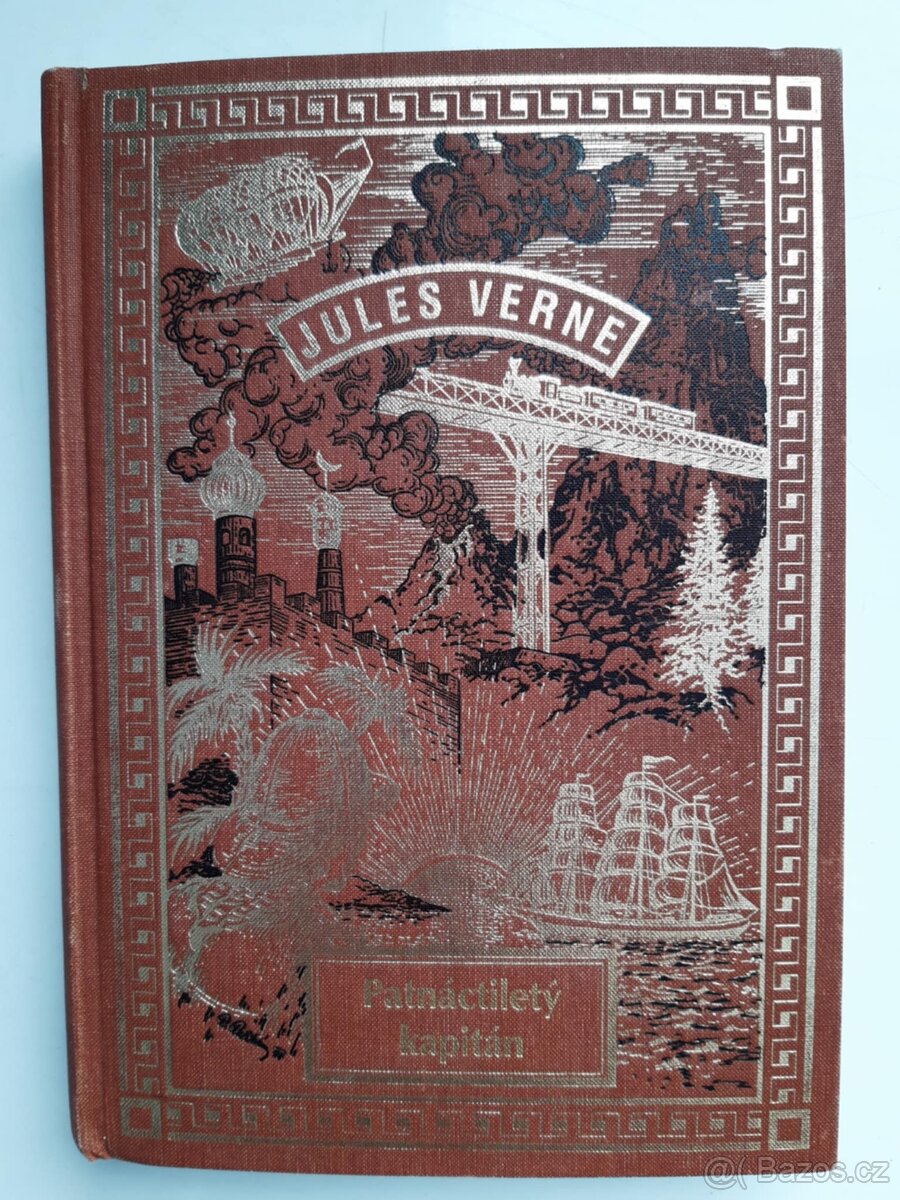 JULES VERNE
Patnáctiletý
kapitán
@( Bazos.cz